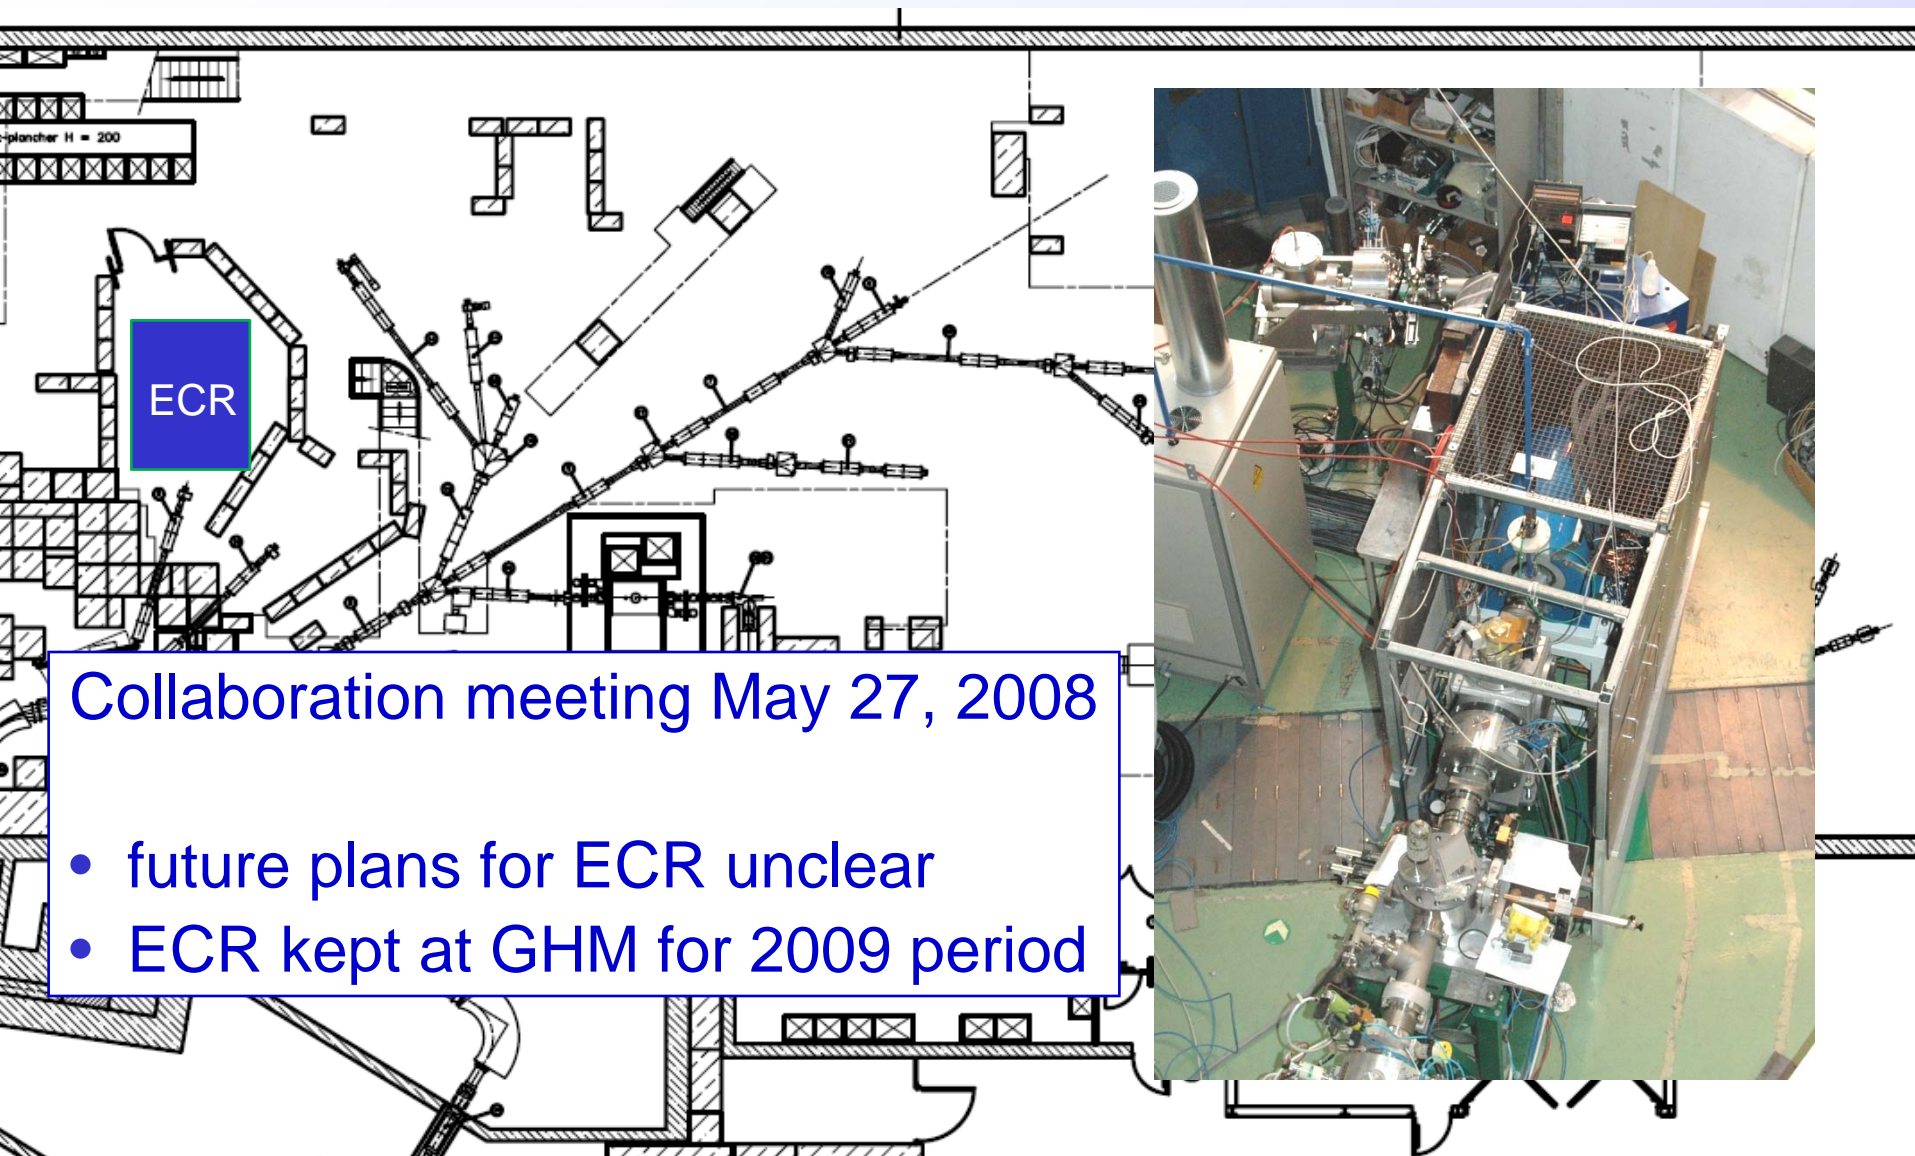 -plancher H = 200
ECR
Collaboration meeting May 27, 2008
• future plans for ECR unclear
• ECR kept at GHM for 2009 period